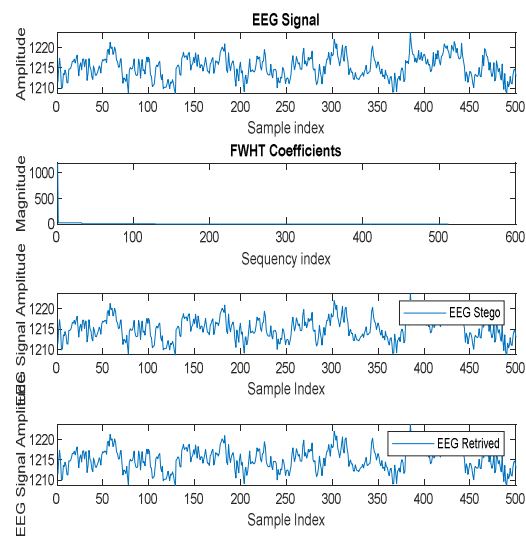 EEG Signal
Amplitude
1220
1215
1210
0 50 100 150 200 250 300 350 400 450 500
Sample index
FWHT Coefficients
Magnitude
1000
500
0
0 100 200 300 400 500 600
Sequency index
EEG Signal Amplitude
1220
1215
1210
EEG Stego
0 50 100 150 200 250 300 350 400 450 500
Sample Index
EEG Signal Amplitude
1220
1215
1210
EEG Retrived
0 50 100 150 200 250 300 350 400 450 500
Sample Index